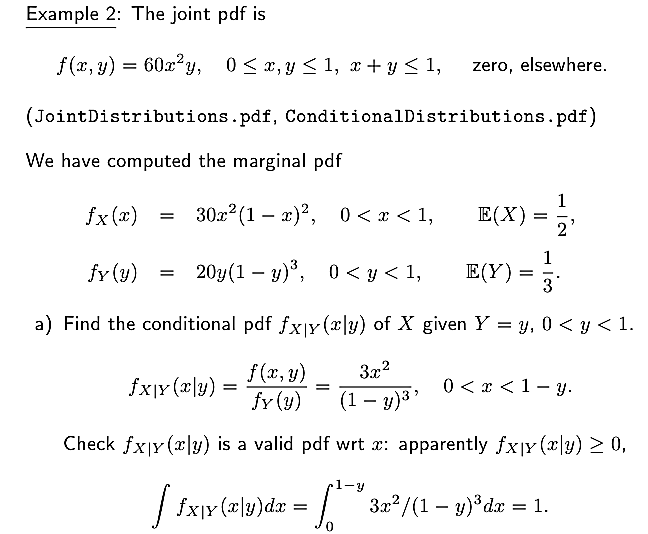 Example 2: The joint pdf is
f(x, y) = 60x²y, 0 ≤ x, y ≤ 1, x + y ≤ 1, zero, elsewhere.
(JointDistributions.pdf, ConditionalDistributions.pdf)
We have computed the marginal pdf
f_X(x) = 30x²(1 − x)², 0 < x < 1, 𝔼(X) = 1/2,
f_Y(y) = 20y(1 − y)³, 0 < y < 1, 𝔼(Y) = 1/3.
a) Find the conditional pdf f_{X|Y}(x|y) of X given Y = y, 0 < y < 1.
f_{X|Y}(x|y) = f(x, y)/f_Y(y) = 3x²/(1 − y)³, 0 < x < 1 − y.
Check f_{X|Y}(x|y) is a valid pdf wrt x: apparently f_{X|Y}(x|y) ≥ 0,
∫ f_{X|Y}(x|y)dx = ∫_0^{1−y} 3x²/(1 − y)³dx = 1.